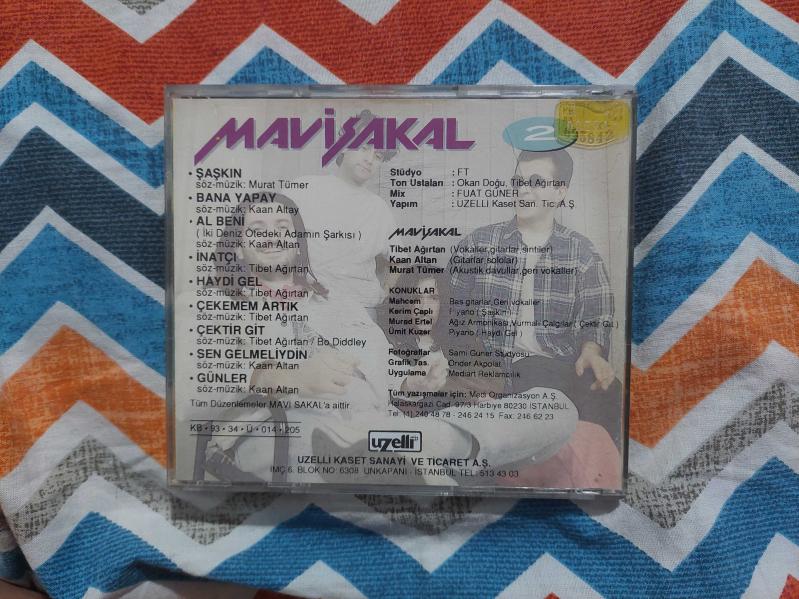 MAVİSAKAL 2
• ŞAŞKIN
söz-müzik: Murat Tümer
• BANA YAPAY
söz-müzik: Kaan Altay
• AL BENİ
( İki Deniz Ötedeki Adamın Şarkısı )
söz-müzik: Kaan Altan
• İNATÇI
söz-müzik: Tibet Ağırtan
• HAYDİ GEL
söz-müzik: Tibet Ağırtan
• ÇEKEMEM ARTIK
söz-müzik: Tibet Ağırtan
• ÇEKTİR GİT
söz-müzik: Tibet Ağırtan / Bo Diddley
• SEN GELMELİYDİN
söz-müzik: Kaan Altan
• GÜNLER
söz-müzik: Kaan Altan
Tüm Düzenlemeler MAVİ SAKAL'a aittir.
KB • 93 • 34 • Ü • 014 • 205
Stüdyo : FT
Ton Ustaları : Okan Doğu, Tibet Ağırtan
Mix : FUAT GÜNER
Yapım : UZELLİ Kaset San. Tic. A.Ş.
MAVİSAKAL
Tibet Ağırtan (Vokaller,gitarlar,sintiler)
Kaan Altan (Gitarlar,sololar)
Murat Tümer (Akustik davullar,geri vokaller)
KONUKLAR
Mahcem Bas gitarlar,Geri vokaller
Kerim Çaplı Piyano ( Şaşkın )
Murad Ertel Ağız Armonikası,Vurmalı Çalgılar ( Çektir Git )
Ümit Kuzer Piyano ( Haydi Gel )
Fotoğraflar Sami Güner Stüdyosu
Grafik Tas. Önder Akpolat
Uygulama Mediart Reklamcılık
Tüm yazışmalar için: Organizasyon A.Ş.
Halaskargazi Cad. 97/3 Harbiye 80230 İSTANBUL
Tel: (1) 240 48 78 - 246 24 15 Fax: 246 62 23
uzelli
UZELLİ KASET SANAYİ VE TİCARET A.Ş.
İMÇ 6. BLOK NO: 6308 UNKAPANI - İSTANBUL TEL: 513 43 03